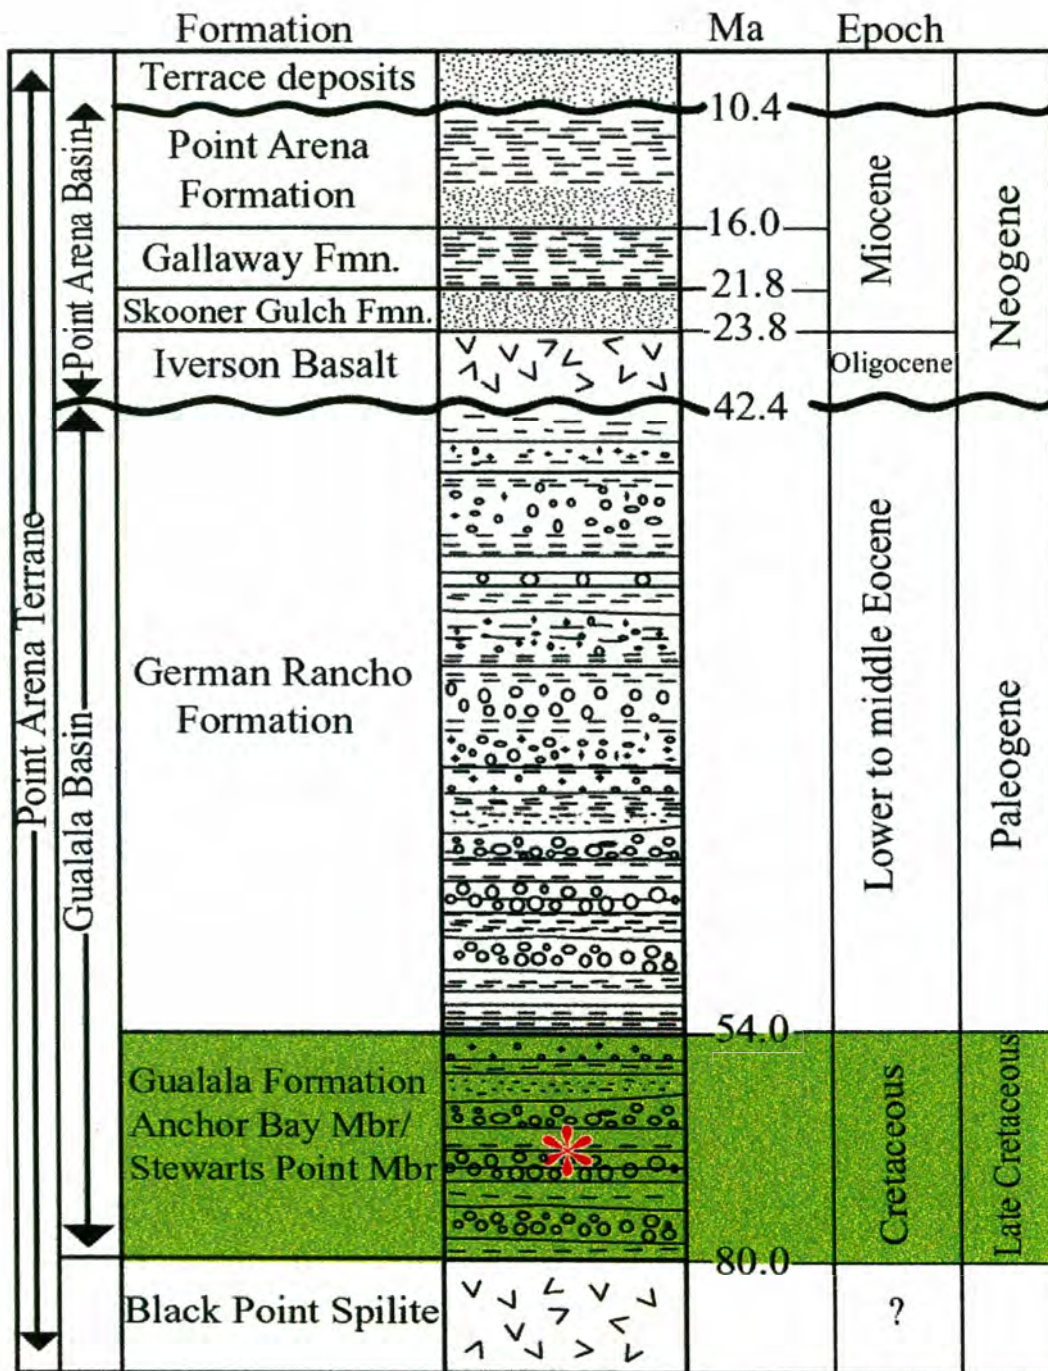 Formation Ma Epoch
Terrace deposits
10.4
Point Arena
Formation
16.0
Gallaway Fmn.
21.8
Skooner Gulch Fmn.
23.8
Iverson Basalt
42.4
German Rancho
Formation
54.0
Gualala Formation
Anchor Bay Mbr/
Stewarts Point Mbr
80.0
Black Point Spilite
Point Arena Terrane
Point Arena Basin
Gualala Basin
Miocene
Oligocene
Lower to middle Eocene
Cretaceous
?
Neogene
Paleogene
Late Cretaceous